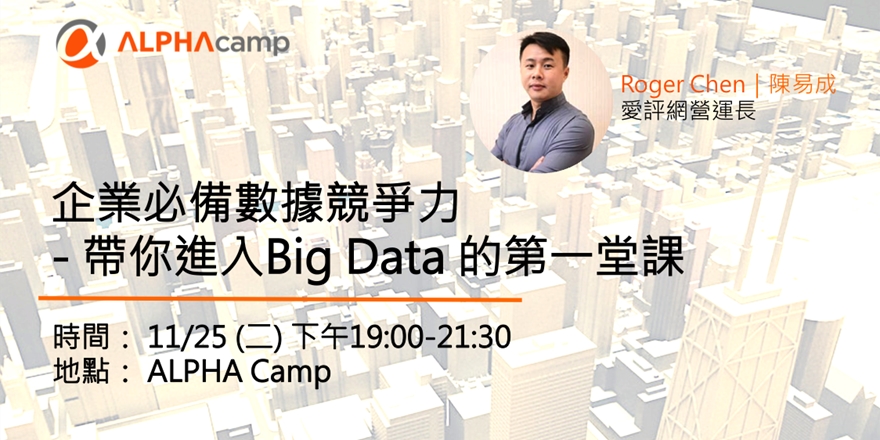 ALPHAcamp
Roger Chen | 陳易成
愛評網營運長
企業必備數據競爭力
- 帶你進入Big Data 的第一堂課
時間： 11/25 (二) 下午19:00-21:30
地點： ALPHA Camp